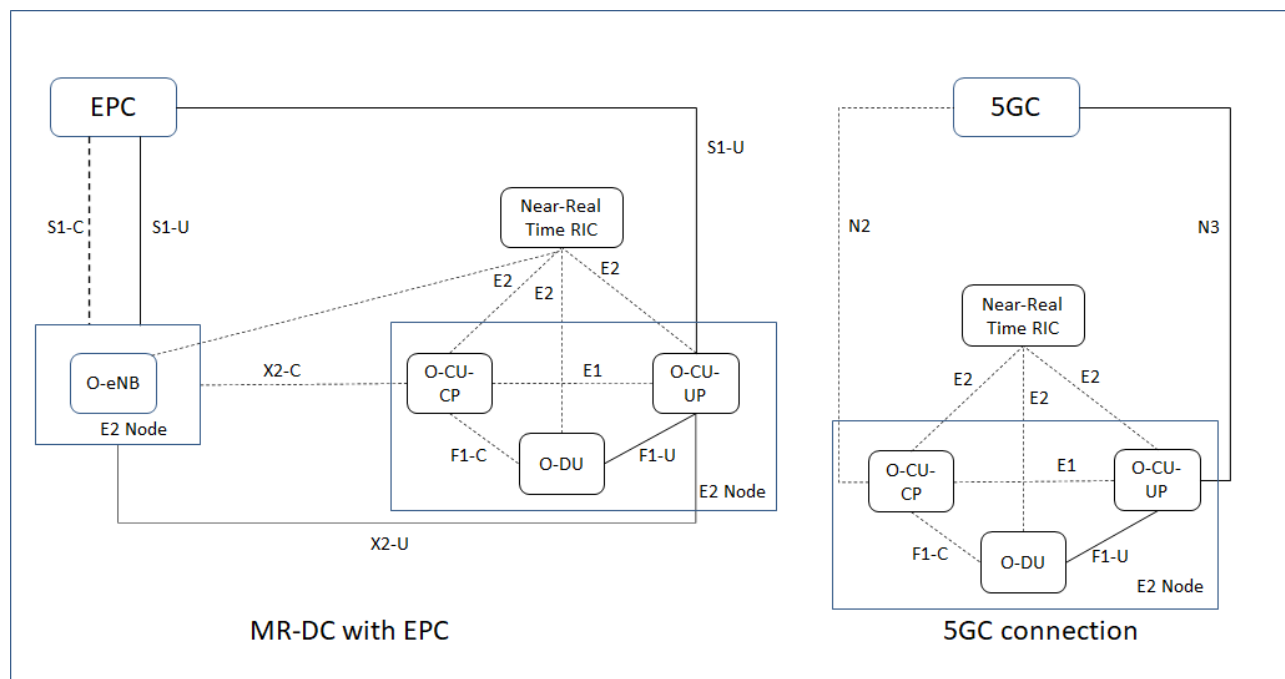 EPC
5GC
S1-U
S1-C
S1-U
Near-Real
Time RIC
N2
N3
E2
E2
E2
Near-Real
Time RIC
O-eNB
E2 Node
X2-C
O-CU-
CP
E1
O-CU-
UP
F1-C
O-DU
F1-U
E2 Node
X2-U
E2
E2
E2
O-CU-
CP
E1
O-CU-
UP
F1-C
O-DU
F1-U
E2 Node
MR-DC with EPC
5GC connection